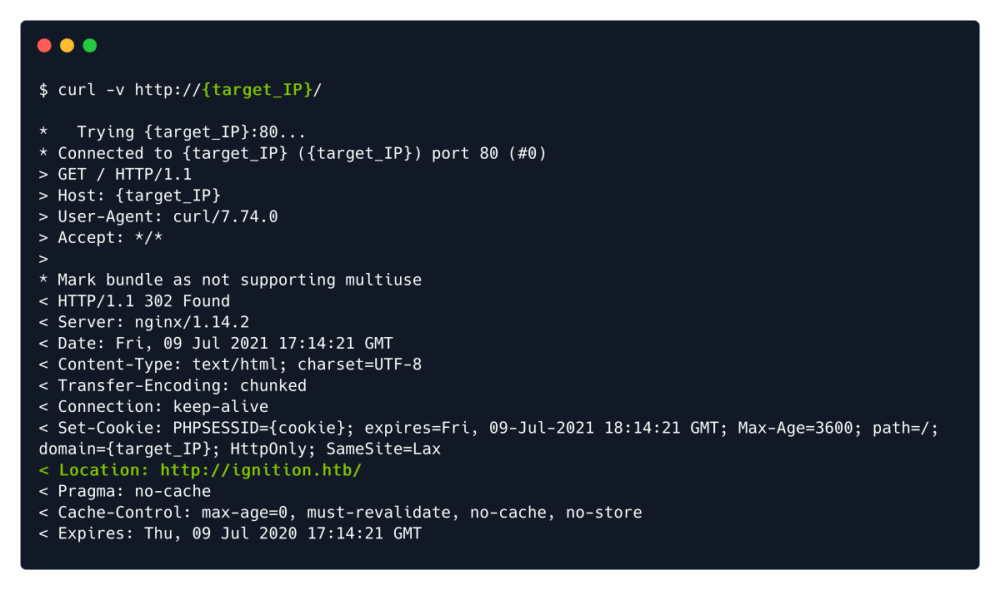 $ curl -v http://{target_IP}/
*   Trying {target_IP}:80...
* Connected to {target_IP} ({target_IP}) port 80 (#0)
> GET / HTTP/1.1
> Host: {target_IP}
> User-Agent: curl/7.74.0
> Accept: */*
>
* Mark bundle as not supporting multiuse
< HTTP/1.1 302 Found
< Server: nginx/1.14.2
< Date: Fri, 09 Jul 2021 17:14:21 GMT
< Content-Type: text/html; charset=UTF-8
< Transfer-Encoding: chunked
< Connection: keep-alive
< Set-Cookie: PHPSESSID={cookie}; expires=Fri, 09-Jul-2021 18:14:21 GMT; Max-Age=3600; path=/;
domain={target_IP}; HttpOnly; SameSite=Lax
< Location: http://ignition.htb/
< Pragma: no-cache
< Cache-Control: max-age=0, must-revalidate, no-cache, no-store
< Expires: Thu, 09 Jul 2020 17:14:21 GMT